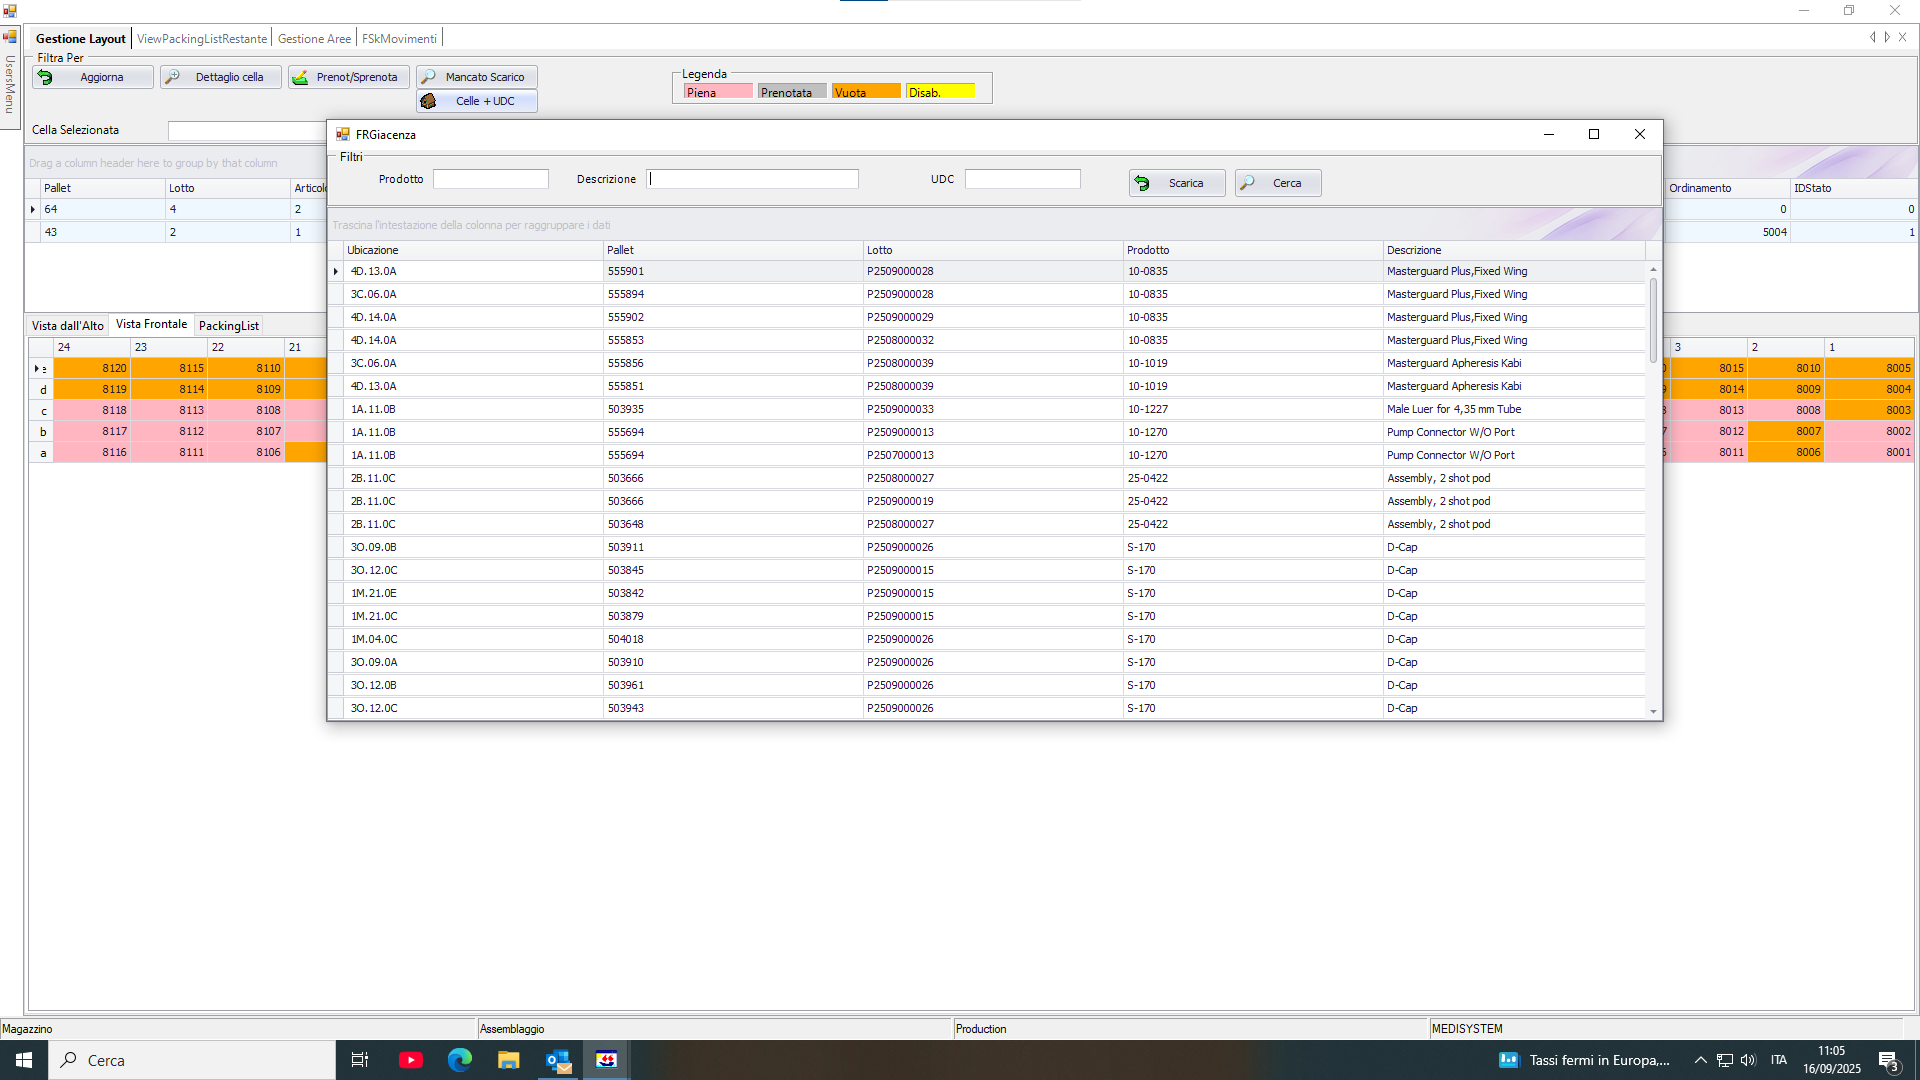 Gestione Layout ViewPackingListRestante Gestione Aree FSkMovimenti
UsersMenu
Filtra Per
Aggiorna Dettaglio cella Prenot/Sprenota Mancato Scarico
Celle + UDC
Legenda
Piena Prenotata Vuota Disab.
Cella Selezionata
Drag a column header here to group by that column
Pallet Lotto Articolo Ordinamento IDStato
64 4 2 0 0
43 2 1 5004 1
FRGiacenza
Filtri
Prodotto Descrizione UDC Scarica Cerca
Trascina l'intestazione della colonna per raggruppare i dati
Ubicazione Pallet Lotto Prodotto Descrizione
4D.13.0A 555901 P2509000028 10-0835 Masterguard Plus,Fixed Wing
3C.06.0A 555894 P2509000028 10-0835 Masterguard Plus,Fixed Wing
4D.14.0A 555902 P2509000029 10-0835 Masterguard Plus,Fixed Wing
4D.14.0A 555853 P2508000032 10-0835 Masterguard Plus,Fixed Wing
3C.06.0A 555856 P2508000039 10-1019 Masterguard Apheresis Kabi
4D.13.0A 555851 P2508000039 10-1019 Masterguard Apheresis Kabi
1A.11.0B 503935 P2509000033 10-1227 Male Luer for 4,35 mm Tube
1A.11.0B 555694 P2509000013 10-1270 Pump Connector W/O Port
1A.11.0B 555694 P2507000013 10-1270 Pump Connector W/O Port
2B.11.0C 503666 P2508000027 25-0422 Assembly, 2 shot pod
2B.11.0C 503666 P2509000019 25-0422 Assembly, 2 shot pod
2B.11.0C 503648 P2508000027 25-0422 Assembly, 2 shot pod
3O.09.0B 503911 P2509000026 S-170 D-Cap
3O.12.0C 503845 P2509000015 S-170 D-Cap
1M.21.0E 503842 P2509000015 S-170 D-Cap
1M.21.0C 503879 P2509000015 S-170 D-Cap
1M.04.0C 504018 P2509000026 S-170 D-Cap
3O.09.0A 503910 P2509000026 S-170 D-Cap
3O.12.0B 503961 P2509000026 S-170 D-Cap
3O.12.0C 503943 P2509000026 S-170 D-Cap
Vista dall'Alto Vista Frontale PackingList
24 23 22 21 3 2 1
8120 8115 8110 8015 8010 8005
d 8119 8114 8109 8014 8009 8004
c 8118 8113 8108 8013 8008 8003
b 8117 8112 8107 8012 8007 8002
a 8116 8111 8106 8011 8006 8001
Magazzino Assemblaggio Production MEDISYSTEM
Cerca Tassi fermi in Europa,... ITA 11:05
16/09/2025 3